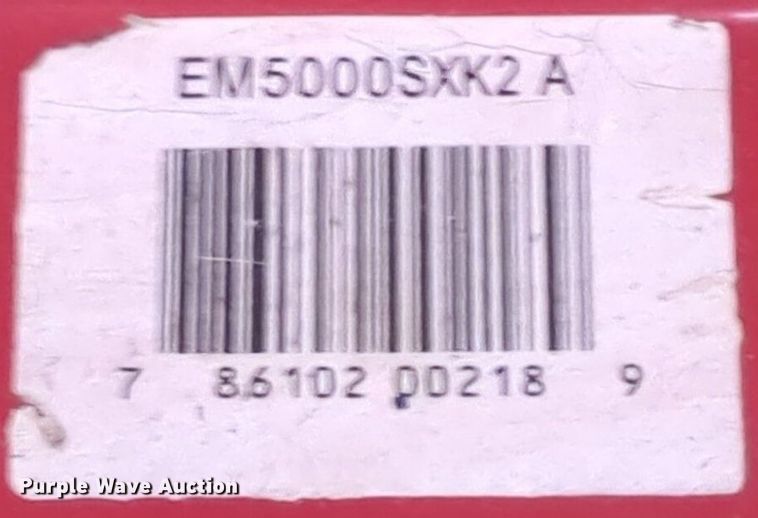 EM5000SXK2 A
7 86102 00218 9
Purple Wave Auction